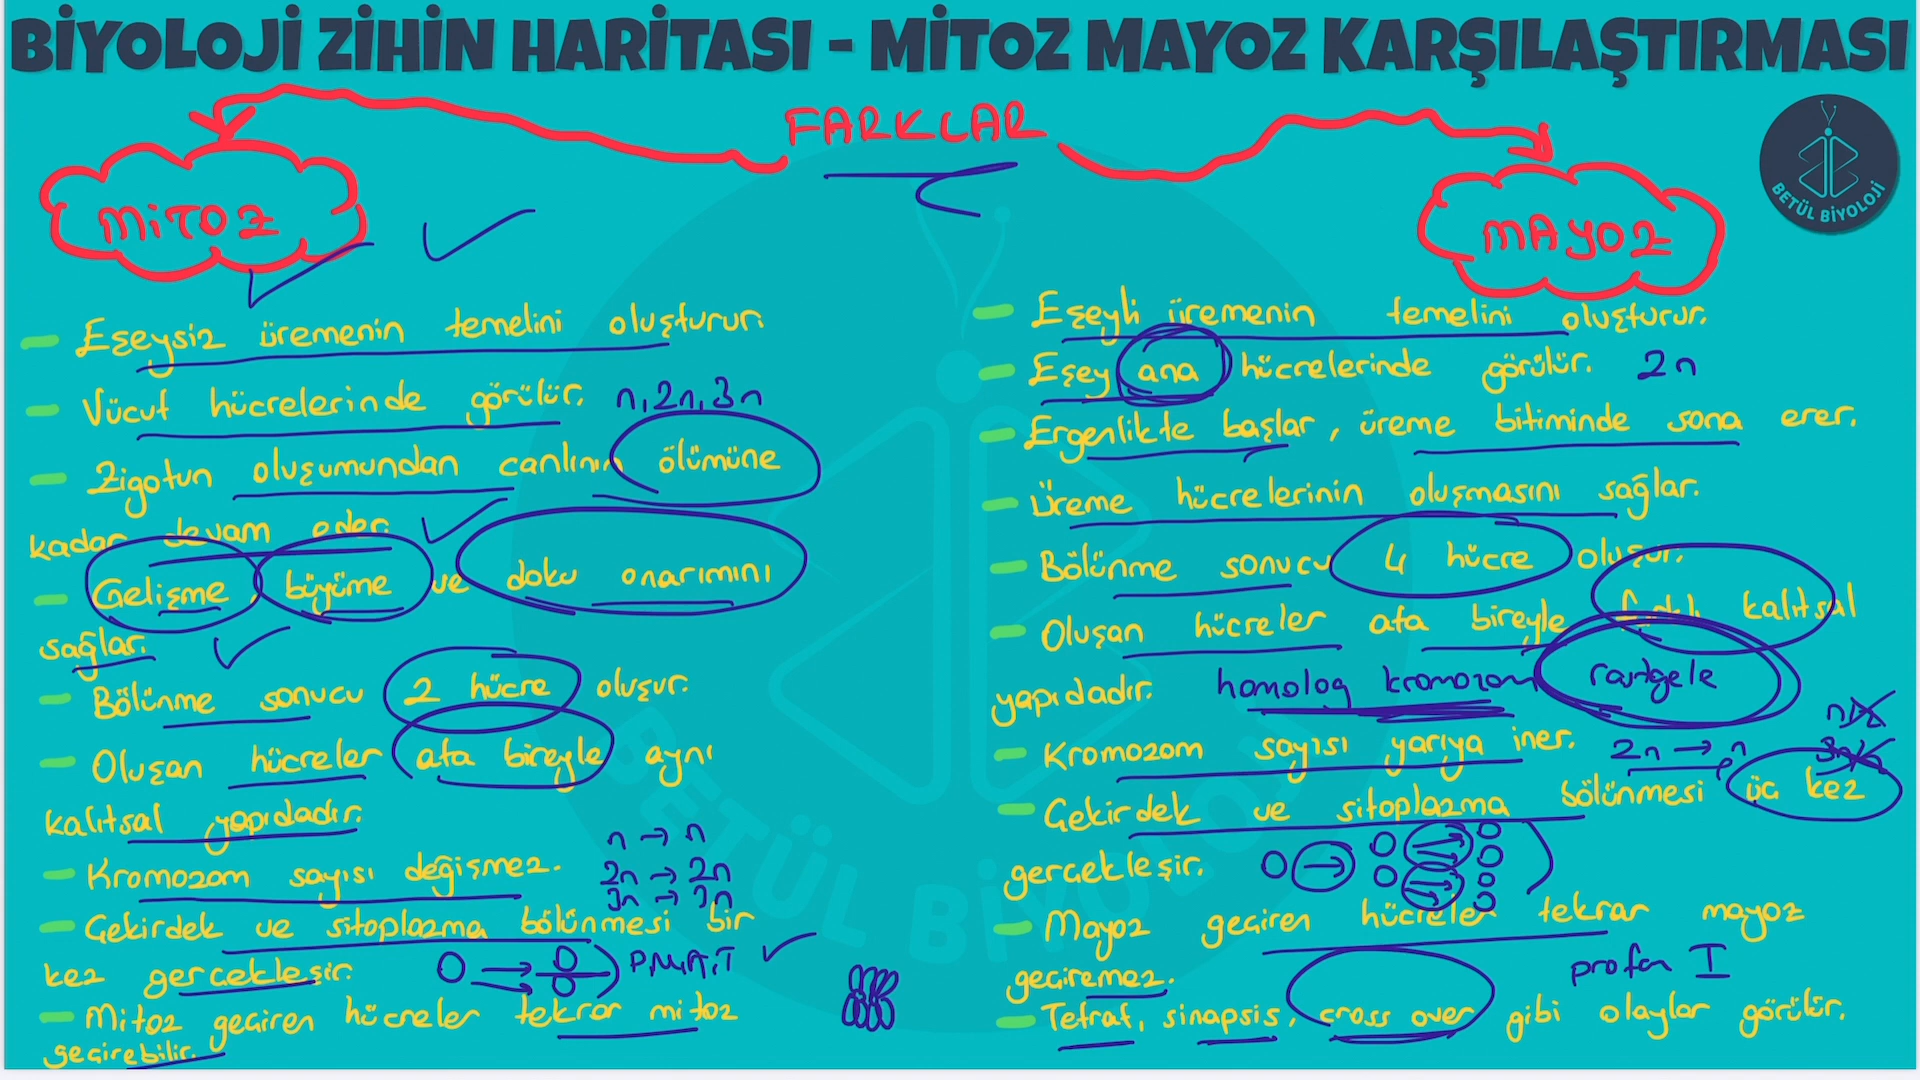 BİYOLOJİ ZİHİN HARİTASI - MİTOZ MAYOZ KARŞILAŞTIRMASI
FARKLAR
BETÜL BİYOLOJİ
MİTOZ
Eşeysiz üremenin temelini oluşturur.
Vücut hücrelerinde görülür. n, 2n, 3n
Zigotun oluşumundan canlının ölümüne
kadar devam eder.
Gelişme, büyüme ve doku onarımını
sağlar.
Bölünme sonucu 2 hücre oluşur.
Oluşan hücreler ata bireyle aynı
kalıtsal yapıdadır.
n → n
Kromozom sayısı değişmez. 2n → 2n
3n → 3n
Çekirdek ve sitoplazma bölünmesi bir
kez gerçekleşir. PMAT
Mitoz geçiren hücreler tekrar mitoz
geçirebilir.
MAYOZ
Eşeyli üremenin temelini oluşturur.
Eşey ana hücrelerinde görülür. 2n
Ergenlikte başlar, üreme bitiminde sona erer.
Üreme hücrelerinin oluşmasını sağlar.
Bölünme sonucu 4 hücre oluşur.
Oluşan hücreler ata bireyle farklı kalıtsal
yapıdadır. homolog kromozom rastgele
Kromozom sayısı yarıya iner. 2n → n
Çekirdek ve sitoplazma bölünmesi üç kez
gerçekleşir.
Mayoz geçiren hücreler tekrar mayoz
geçiremez. profaz I
Tetrat, sinapsis, cross over gibi olaylar görülür.
BETÜL BİYOLOJİ